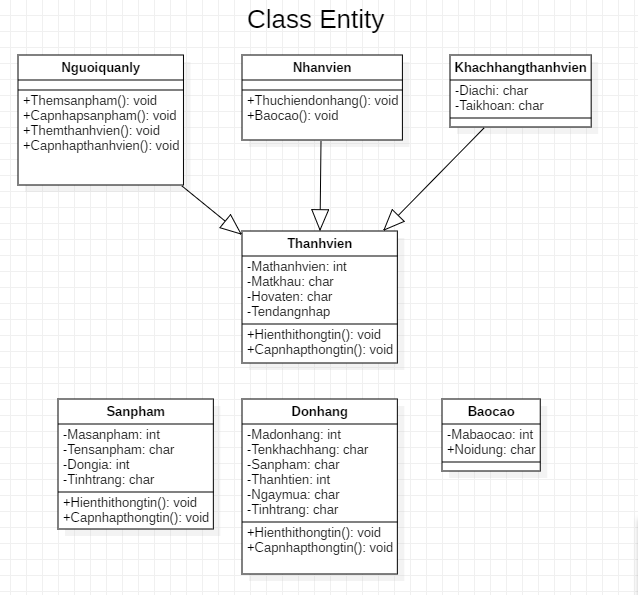 Class Entity
Nguoiquanly
+Themsanpham(): void
+Capnhapsanpham(): void
+Themthanhvien(): void
+Capnhapthanhvien(): void
Nhanvien
+Thuchiendonhang(): void
+Baocao(): void
Khachhangthanhvien
-Diachi: char
-Taikhoan: char
Thanhvien
-Mathanhvien: int
-Matkhau: char
-Hovaten: char
-Tendangnhap
+Hienthithongtin(): void
+Capnhapthongtin(): void
Sanpham
-Masanpham: int
-Tensanpham: char
-Dongia: int
-Tinhtrang: char
+Hienthithongtin(): void
+Capnhapthongtin(): void
Donhang
-Madonhang: int
-Tenkhachhang: char
-Sanpham: char
-Thanhtien: int
-Ngaymua: char
-Tinhtrang: char
+Hienthithongtin(): void
+Capnhapthongtin(): void
Baocao
-Mabaocao: int
+Noidung: char